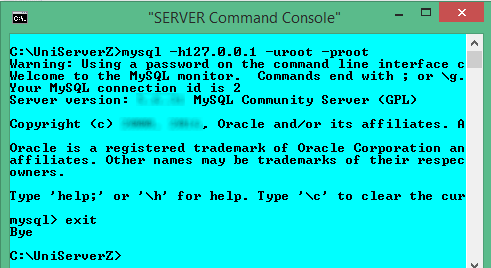 "SERVER Command Console"
C:\UniServerZ>mysql -h127.0.0.1 -uroot -proot
Warning: Using a password on the command line interface c
Welcome to the MySQL monitor.  Commands end with ; or \g.
Your MySQL connection id is 2
Server version: MySQL Community Server (GPL)
Copyright (c) , Oracle and/or its affiliates. A
Oracle is a registered trademark of Oracle Corporation an
affiliates. Other names may be trademarks of their respec
owners.
Type 'help;' or '\h' for help. Type '\c' to clear the cur
mysql> exit
Bye
C:\UniServerZ>